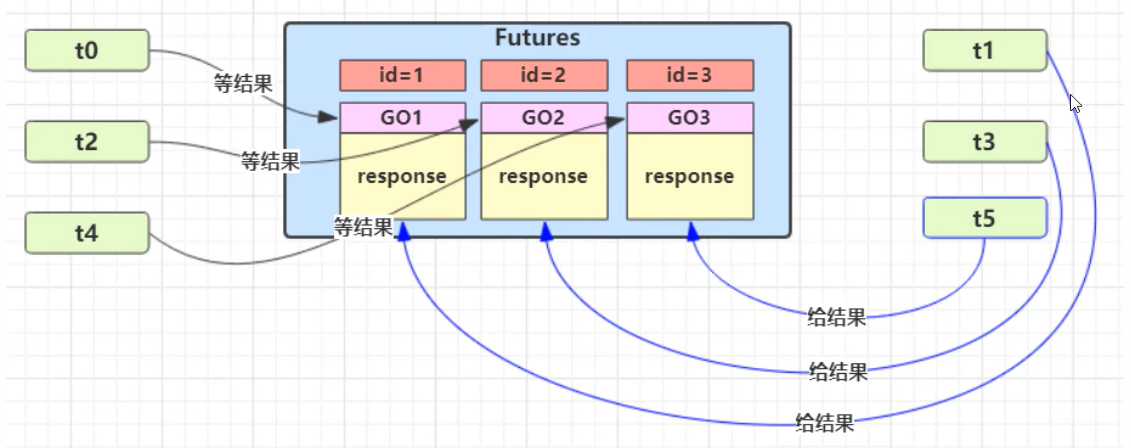 Futures
t0
t1
id=1
id=2
id=3
等结果
GO1
GO2
GO3
t2
t3
等结果
response
response
response
t4
t5
等结果
给结果
给结果
给结果